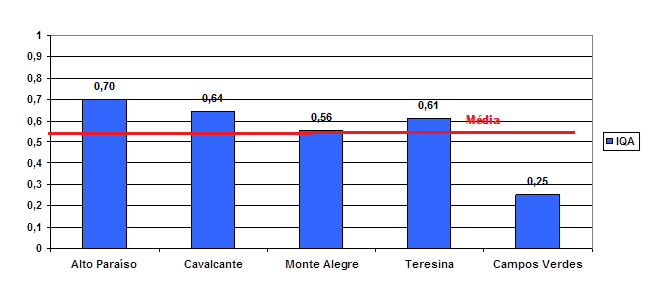 1
0,9
0,8
0,7
0,6
0,5
0,4
0,3
0,2
0,1
0
0,70
0,64
0,56
0,61
0,25
Média
IQA
Alto Paraíso
Cavalcante
Monte Alegre
Teresina
Campos Verdes